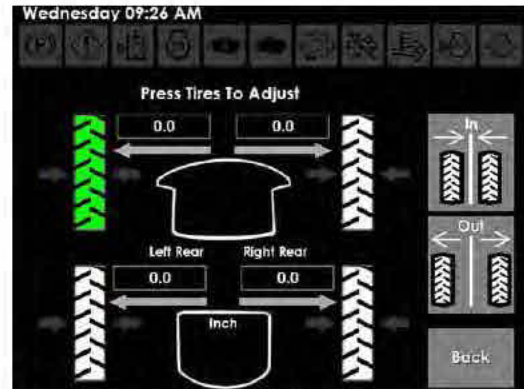 Wednesday 09:26 AM
Press Tires To Adjust
0.0 0.0
In
Left Rear Right Rear
Out
0.0 0.0
Inch
Back